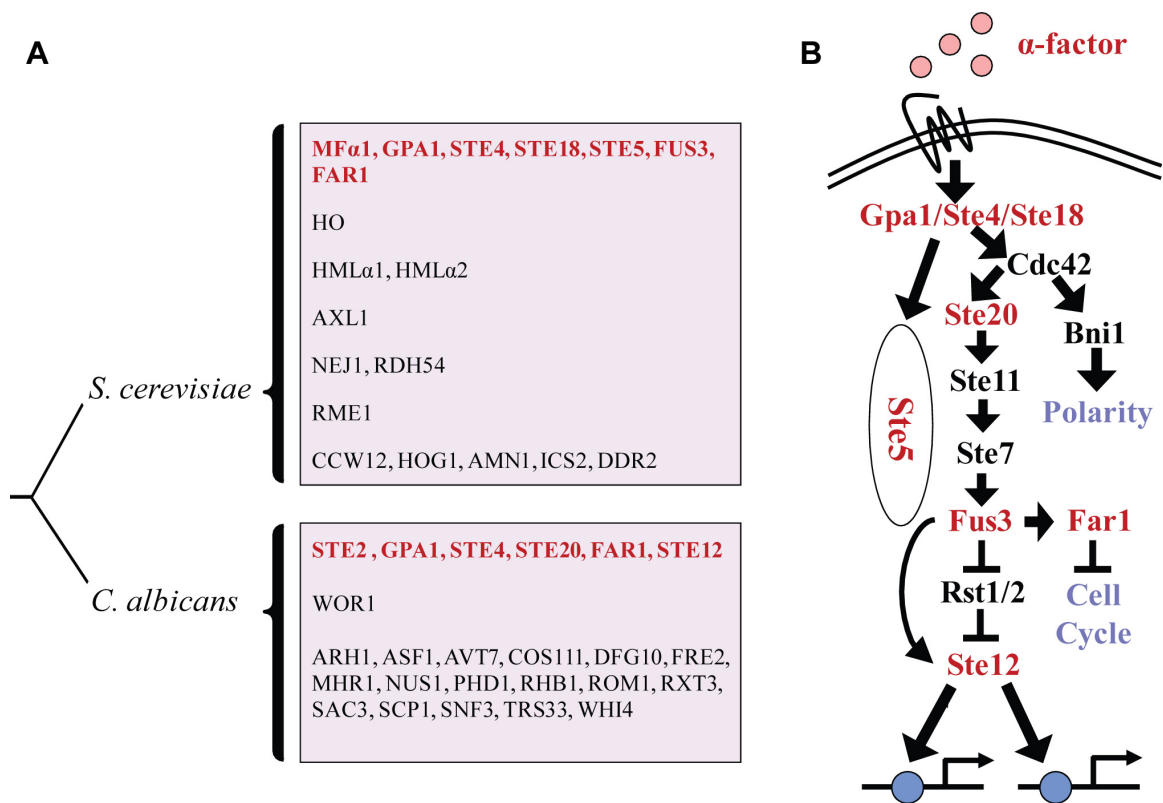 A
MFα1, GPA1, STE4, STE18, STE5, FUS3,
FAR1
HO
HMLα1, HMLα2
AXL1
NEJ1, RDH54
RME1
CCW12, HOG1, AMN1, ICS2, DDR2
S. cerevisiae
C. albicans
STE2, GPA1, STE4, STE20, FAR1, STE12
WOR1
ARH1, ASF1, AVT7, COS111, DFG10, FRE2,
MHR1, NUS1, PHD1, RHB1, ROM1, RXT3,
SAC3, SCP1, SNF3, TRS33, WHI4
B
α-factor
Gpa1/Ste4/Ste18
Cdc42
Ste20
Bni1
Ste11
Polarity
Ste5
Ste7
Fus3
Far1
Rst1/2
Cell
Cycle
Ste12